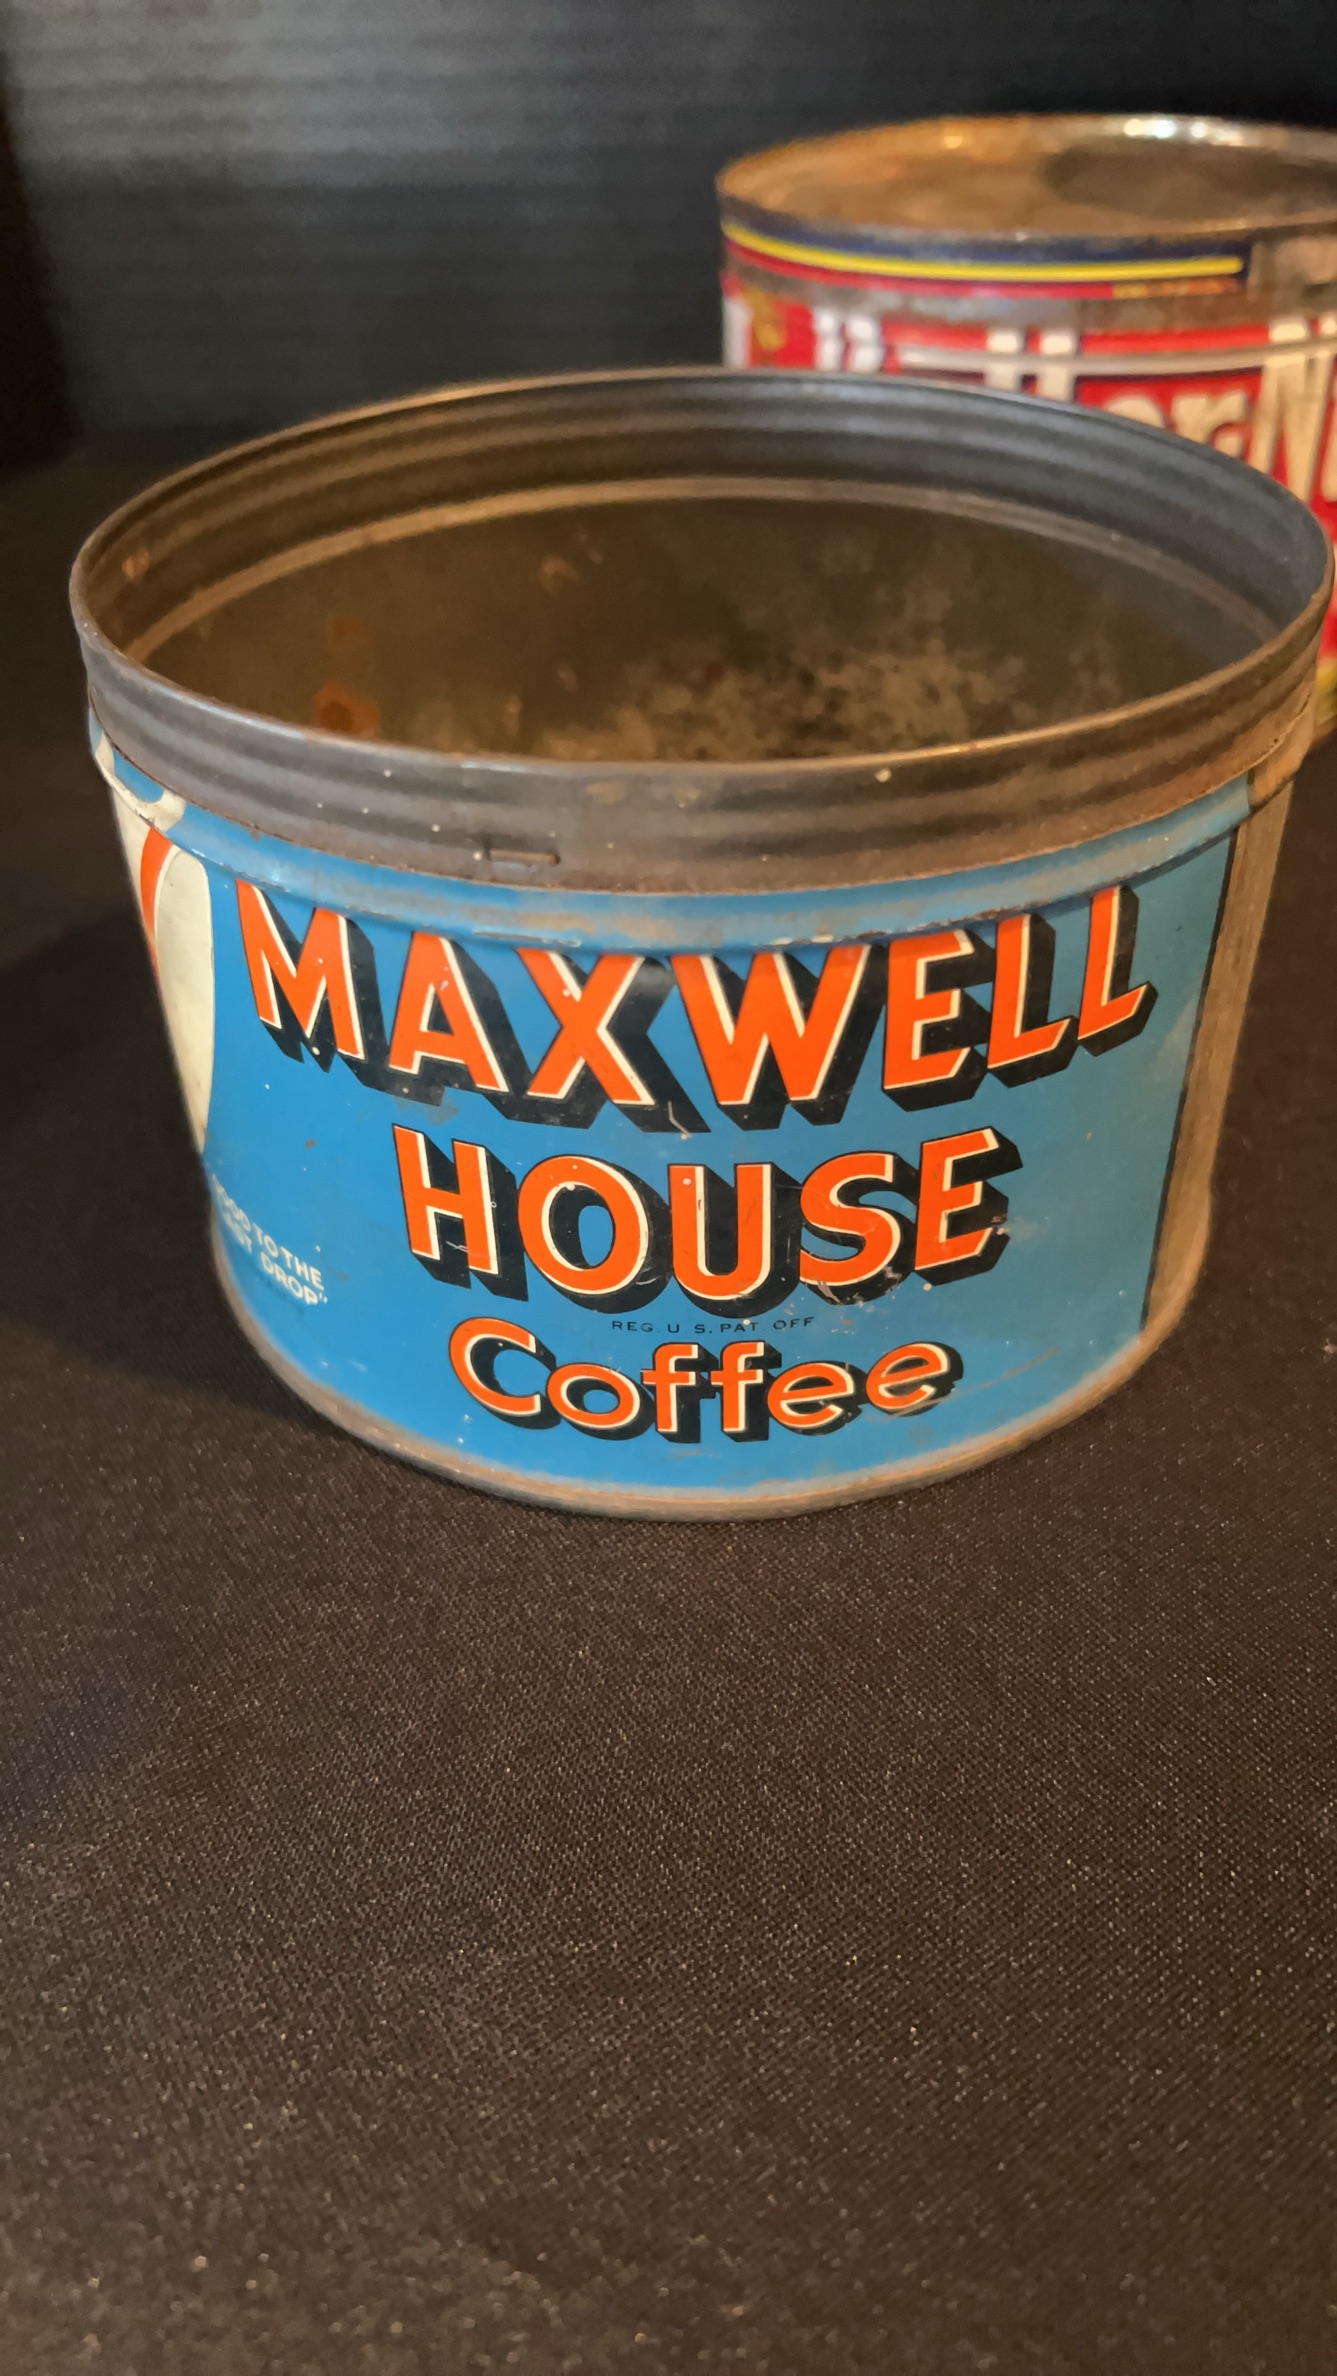 MAXWELL
HOUSE
REG. U.S. PAT OFF
Coffee
TO THE
DROP"